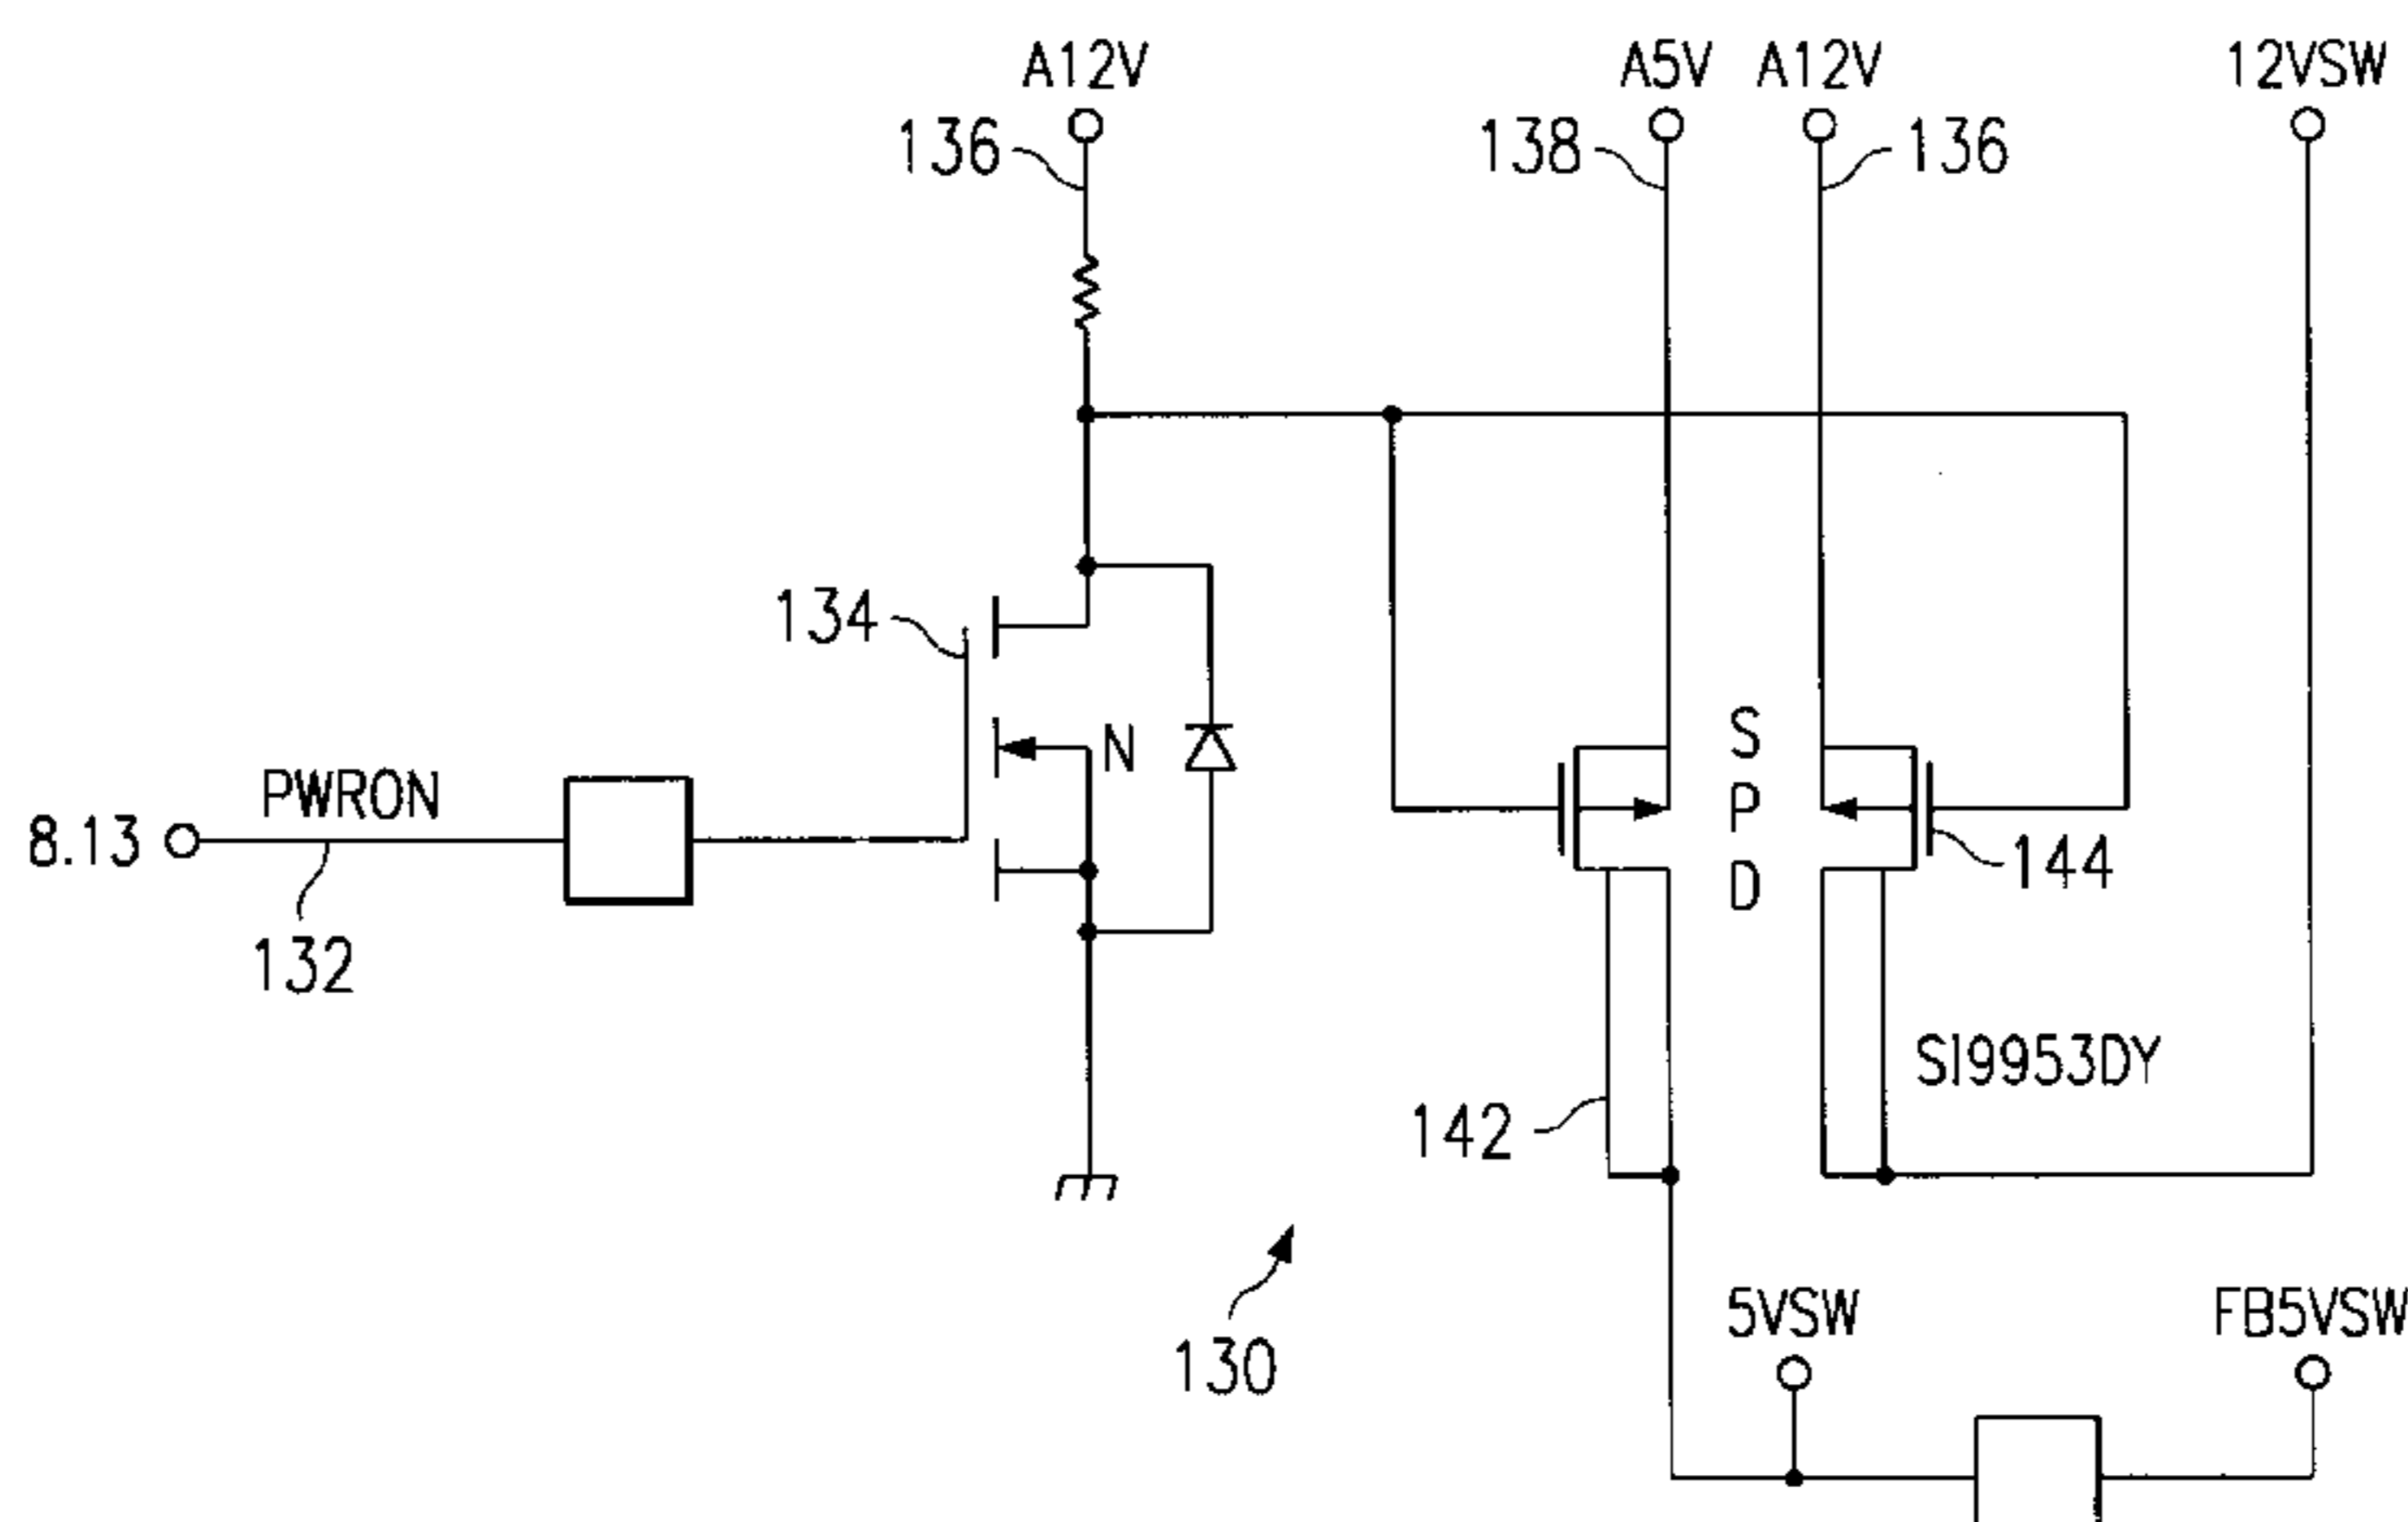 A12V
A5V
A12V
12VSW
136
138
136
134
N
S
P
D
PWRON
8.13
132
144
SI9953DY
142
130
5VSW
FB5VSW